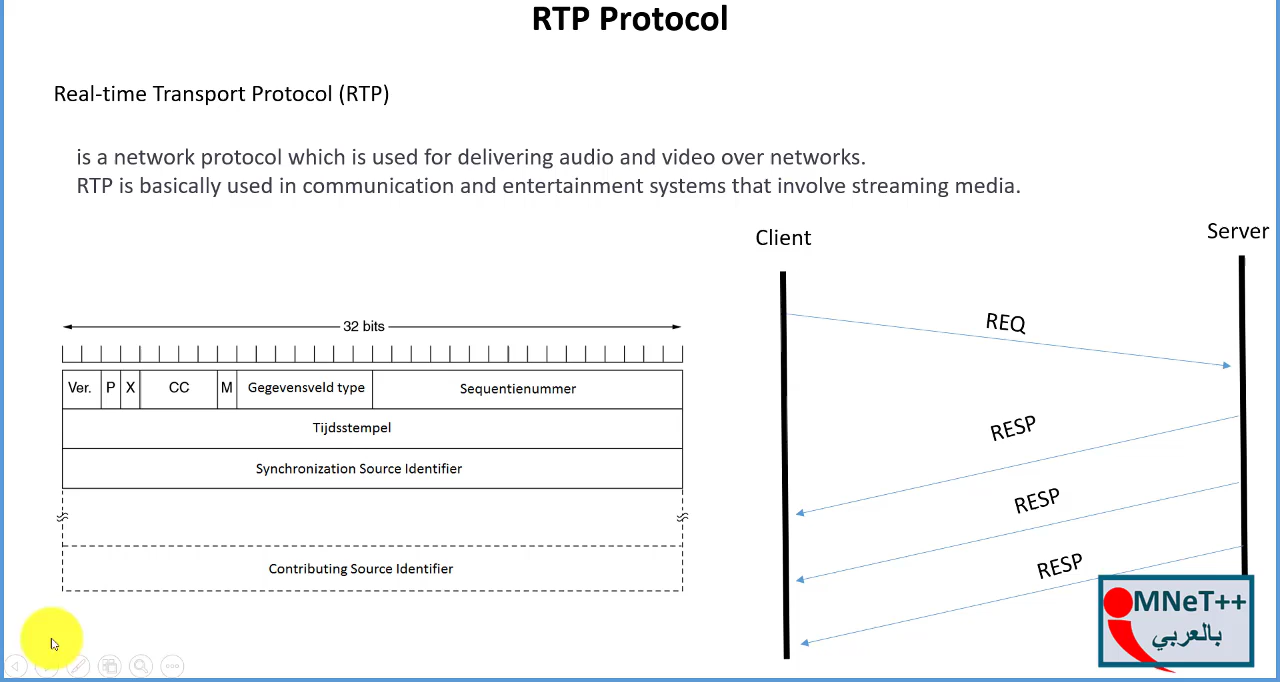 RTP Protocol
Real-time Transport Protocol (RTP)
is a network protocol which is used for delivering audio and video over networks.
RTP is basically used in communication and entertainment systems that involve streaming media.
Client
Server
32 bits
Ver. P X CC M Gegevensveld type Sequentienummer
Tijdsstempel
Synchronization Source Identifier
Contributing Source Identifier
REQ
RESP
RESP
RESP
OMNeT++
بالعربي